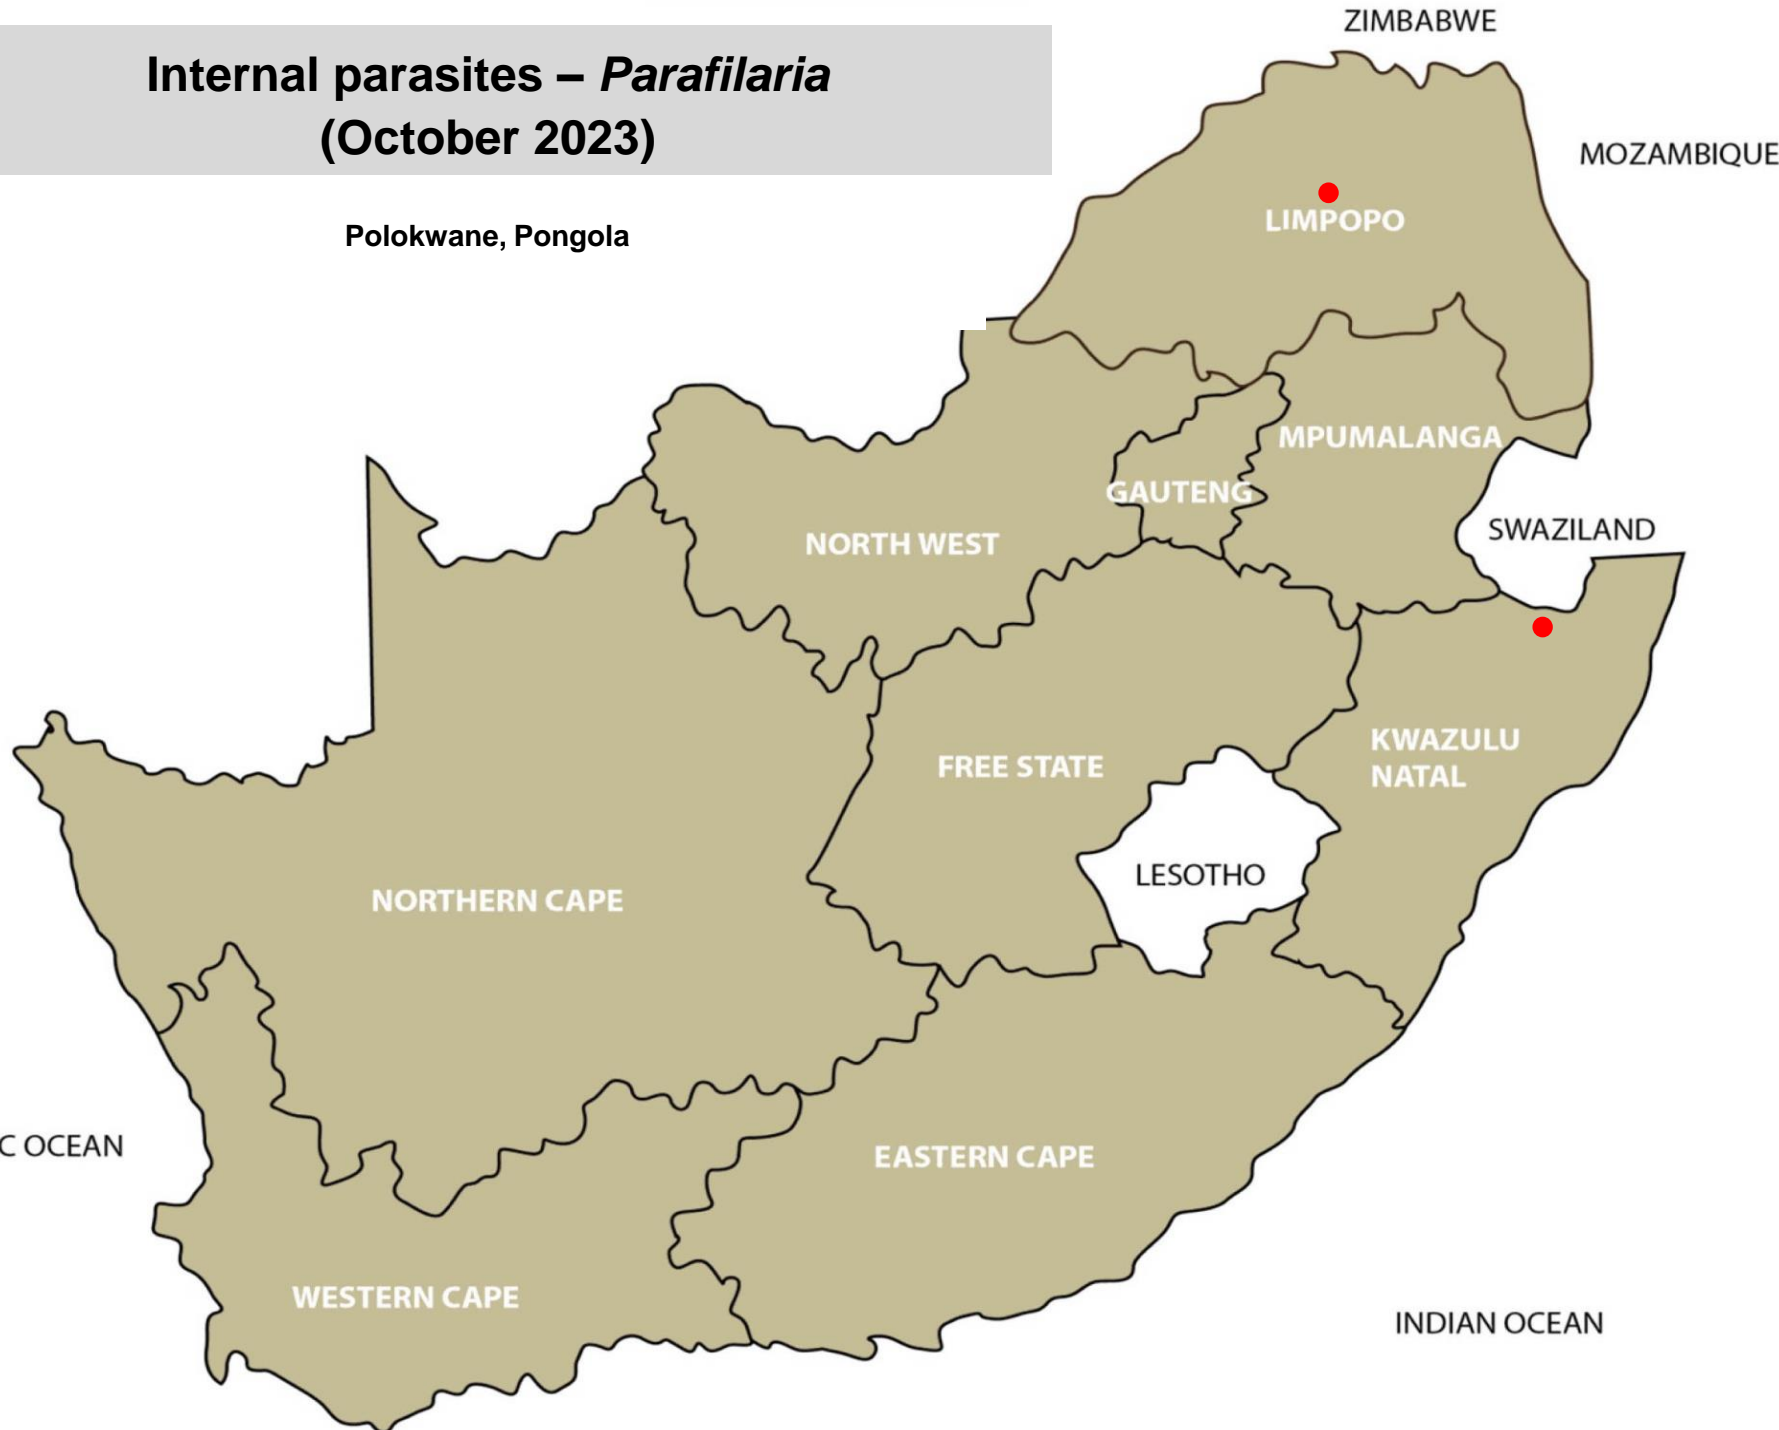 ZIMBABWE
Internal parasites – Parafilaria
(October 2023)
MOZAMBIQUE
LIMPOPO
Polokwane, Pongola
MPUMALANGA
GAUTENG
SWAZILAND
NORTH WEST
KWAZULU
NATAL
FREE STATE
LESOTHO
NORTHERN CAPE
C OCEAN
EASTERN CAPE
WESTERN CAPE
INDIAN OCEAN